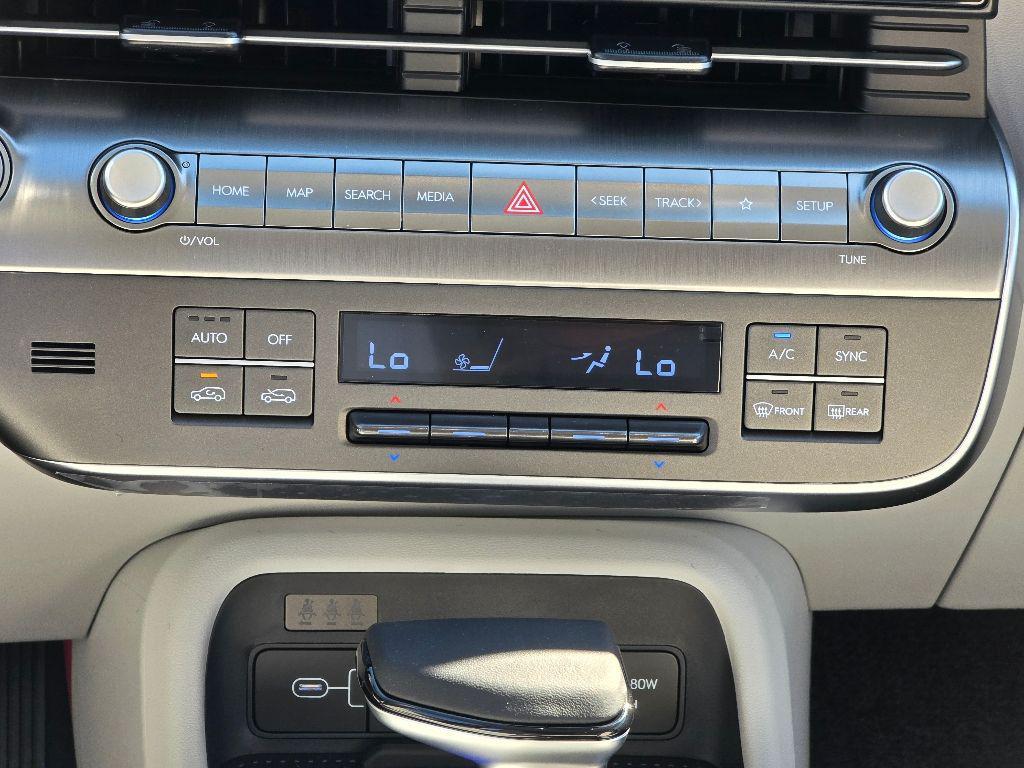 HOME MAP SEARCH MEDIA <SEEK TRACK> SETUP
/VOL
TUNE
AUTO OFF
Lo Lo
A/C SYNC
FRONT REAR
80W